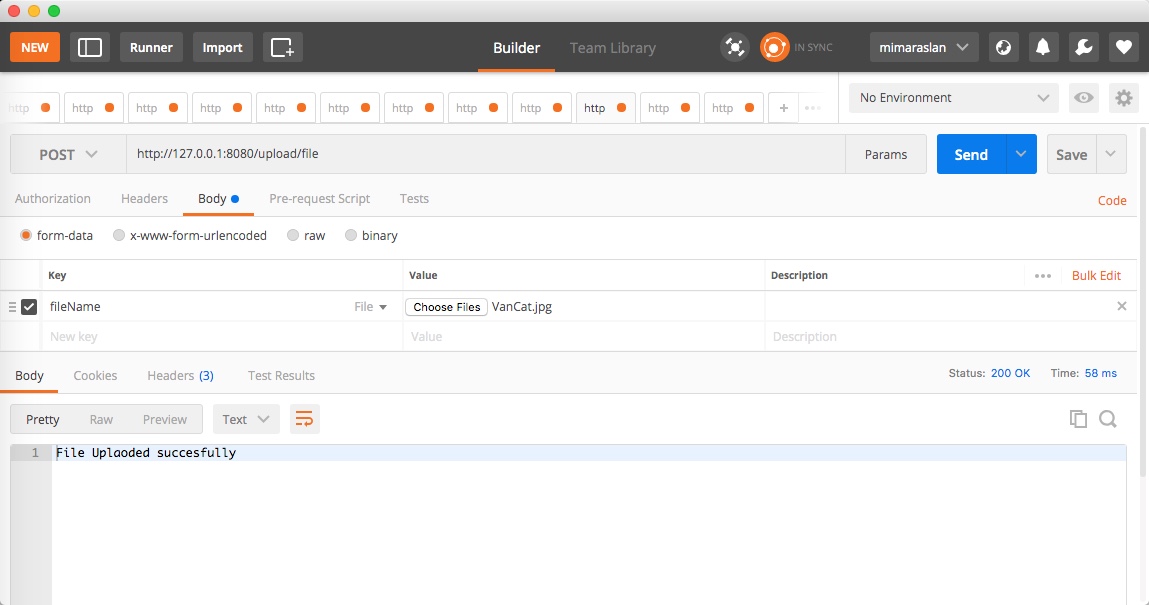 NEW Runner Import Builder Team Library IN SYNC mimaraslan
http http http http http http http http http http http http + ••• No Environment
POST http://127.0.0.1:8080/upload/file Params Send Save
Authorization Headers Body Pre-request Script Tests Code
form-data x-www-form-urlencoded raw binary
Key Value Description ••• Bulk Edit
fileName File Choose Files VanCat.jpg
New key Value Description
Body Cookies Headers (3) Test Results Status: 200 OK Time: 58 ms
Pretty Raw Preview Text
1 File Uplaoded succesfully